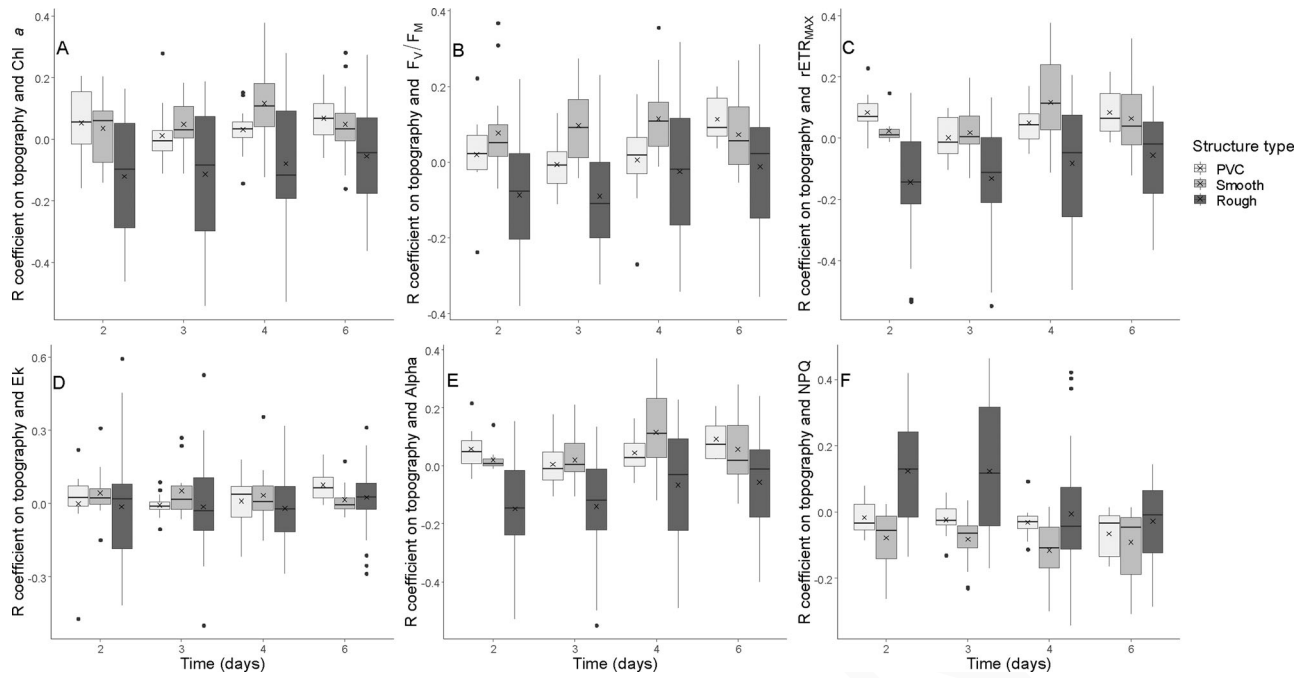 A
R coefficient on topography and Chl a
0.4
0.2
0.0
-0.2
-0.4
2 3 4 6
B
R coefficient on topography and FV/FM
0.4
0.2
0.0
-0.2
-0.4
2 3 4 6
C
R coefficient on topography and rETRMAX
0.4
0.2
0.0
-0.2
-0.4
2 3 4 6
Structure type
PVC
Smooth
Rough
D
R coefficient on topography and Ek
0.6
0.3
0.0
-0.3
2 3 4 6
Time (days)
E
R coefficient on topography and Alpha
0.4
0.2
0.0
-0.2
-0.4
2 3 4 6
Time (days)
F
R coefficient on topography and NPQ
0.4
0.2
0.0
-0.2
2 3 4 6
Time (days)